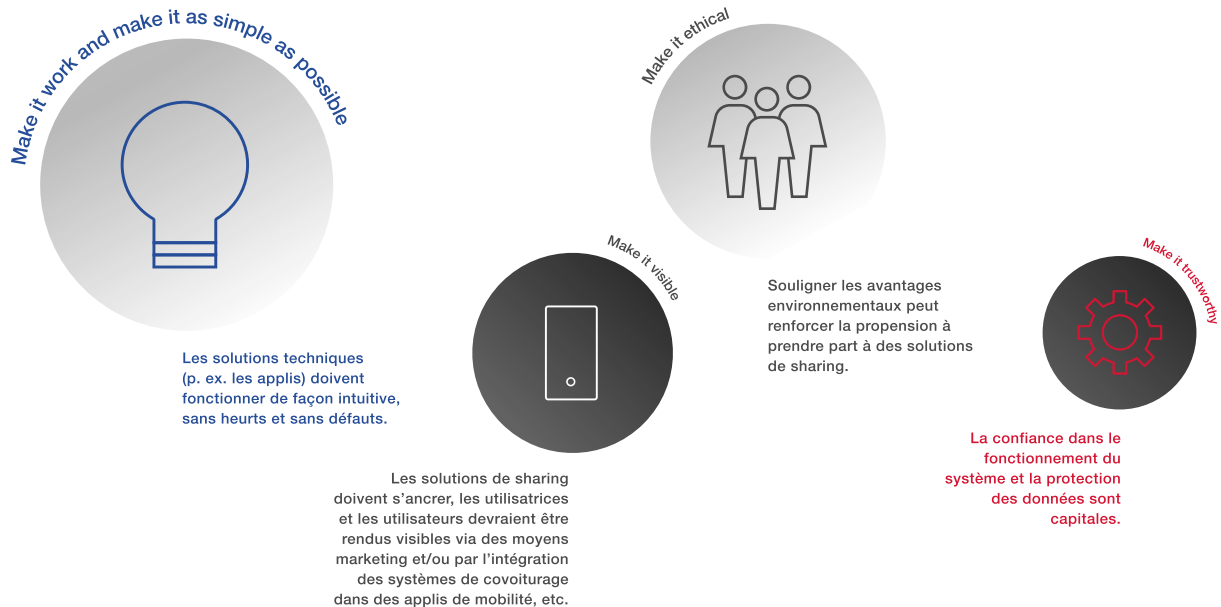 Make it work and make it as simple as possible
Les solutions techniques
(p. ex. les applis) doivent
fonctionner de façon intuitive,
sans heurts et sans défauts.
Make it visible
Les solutions de sharing
doivent s’ancrer, les utilisatrices
et les utilisateurs devraient être
rendus visibles via des moyens
marketing et/ou par l’intégration
des systèmes de covoiturage
dans des applis de mobilité, etc.
Make it ethical
Souligner les avantages
environnementaux peut
renforcer la propension à
prendre part à des solutions
de sharing.
Make it trustworthy
La confiance dans le
fonctionnement du
système et la protection
des données sont
capitales.